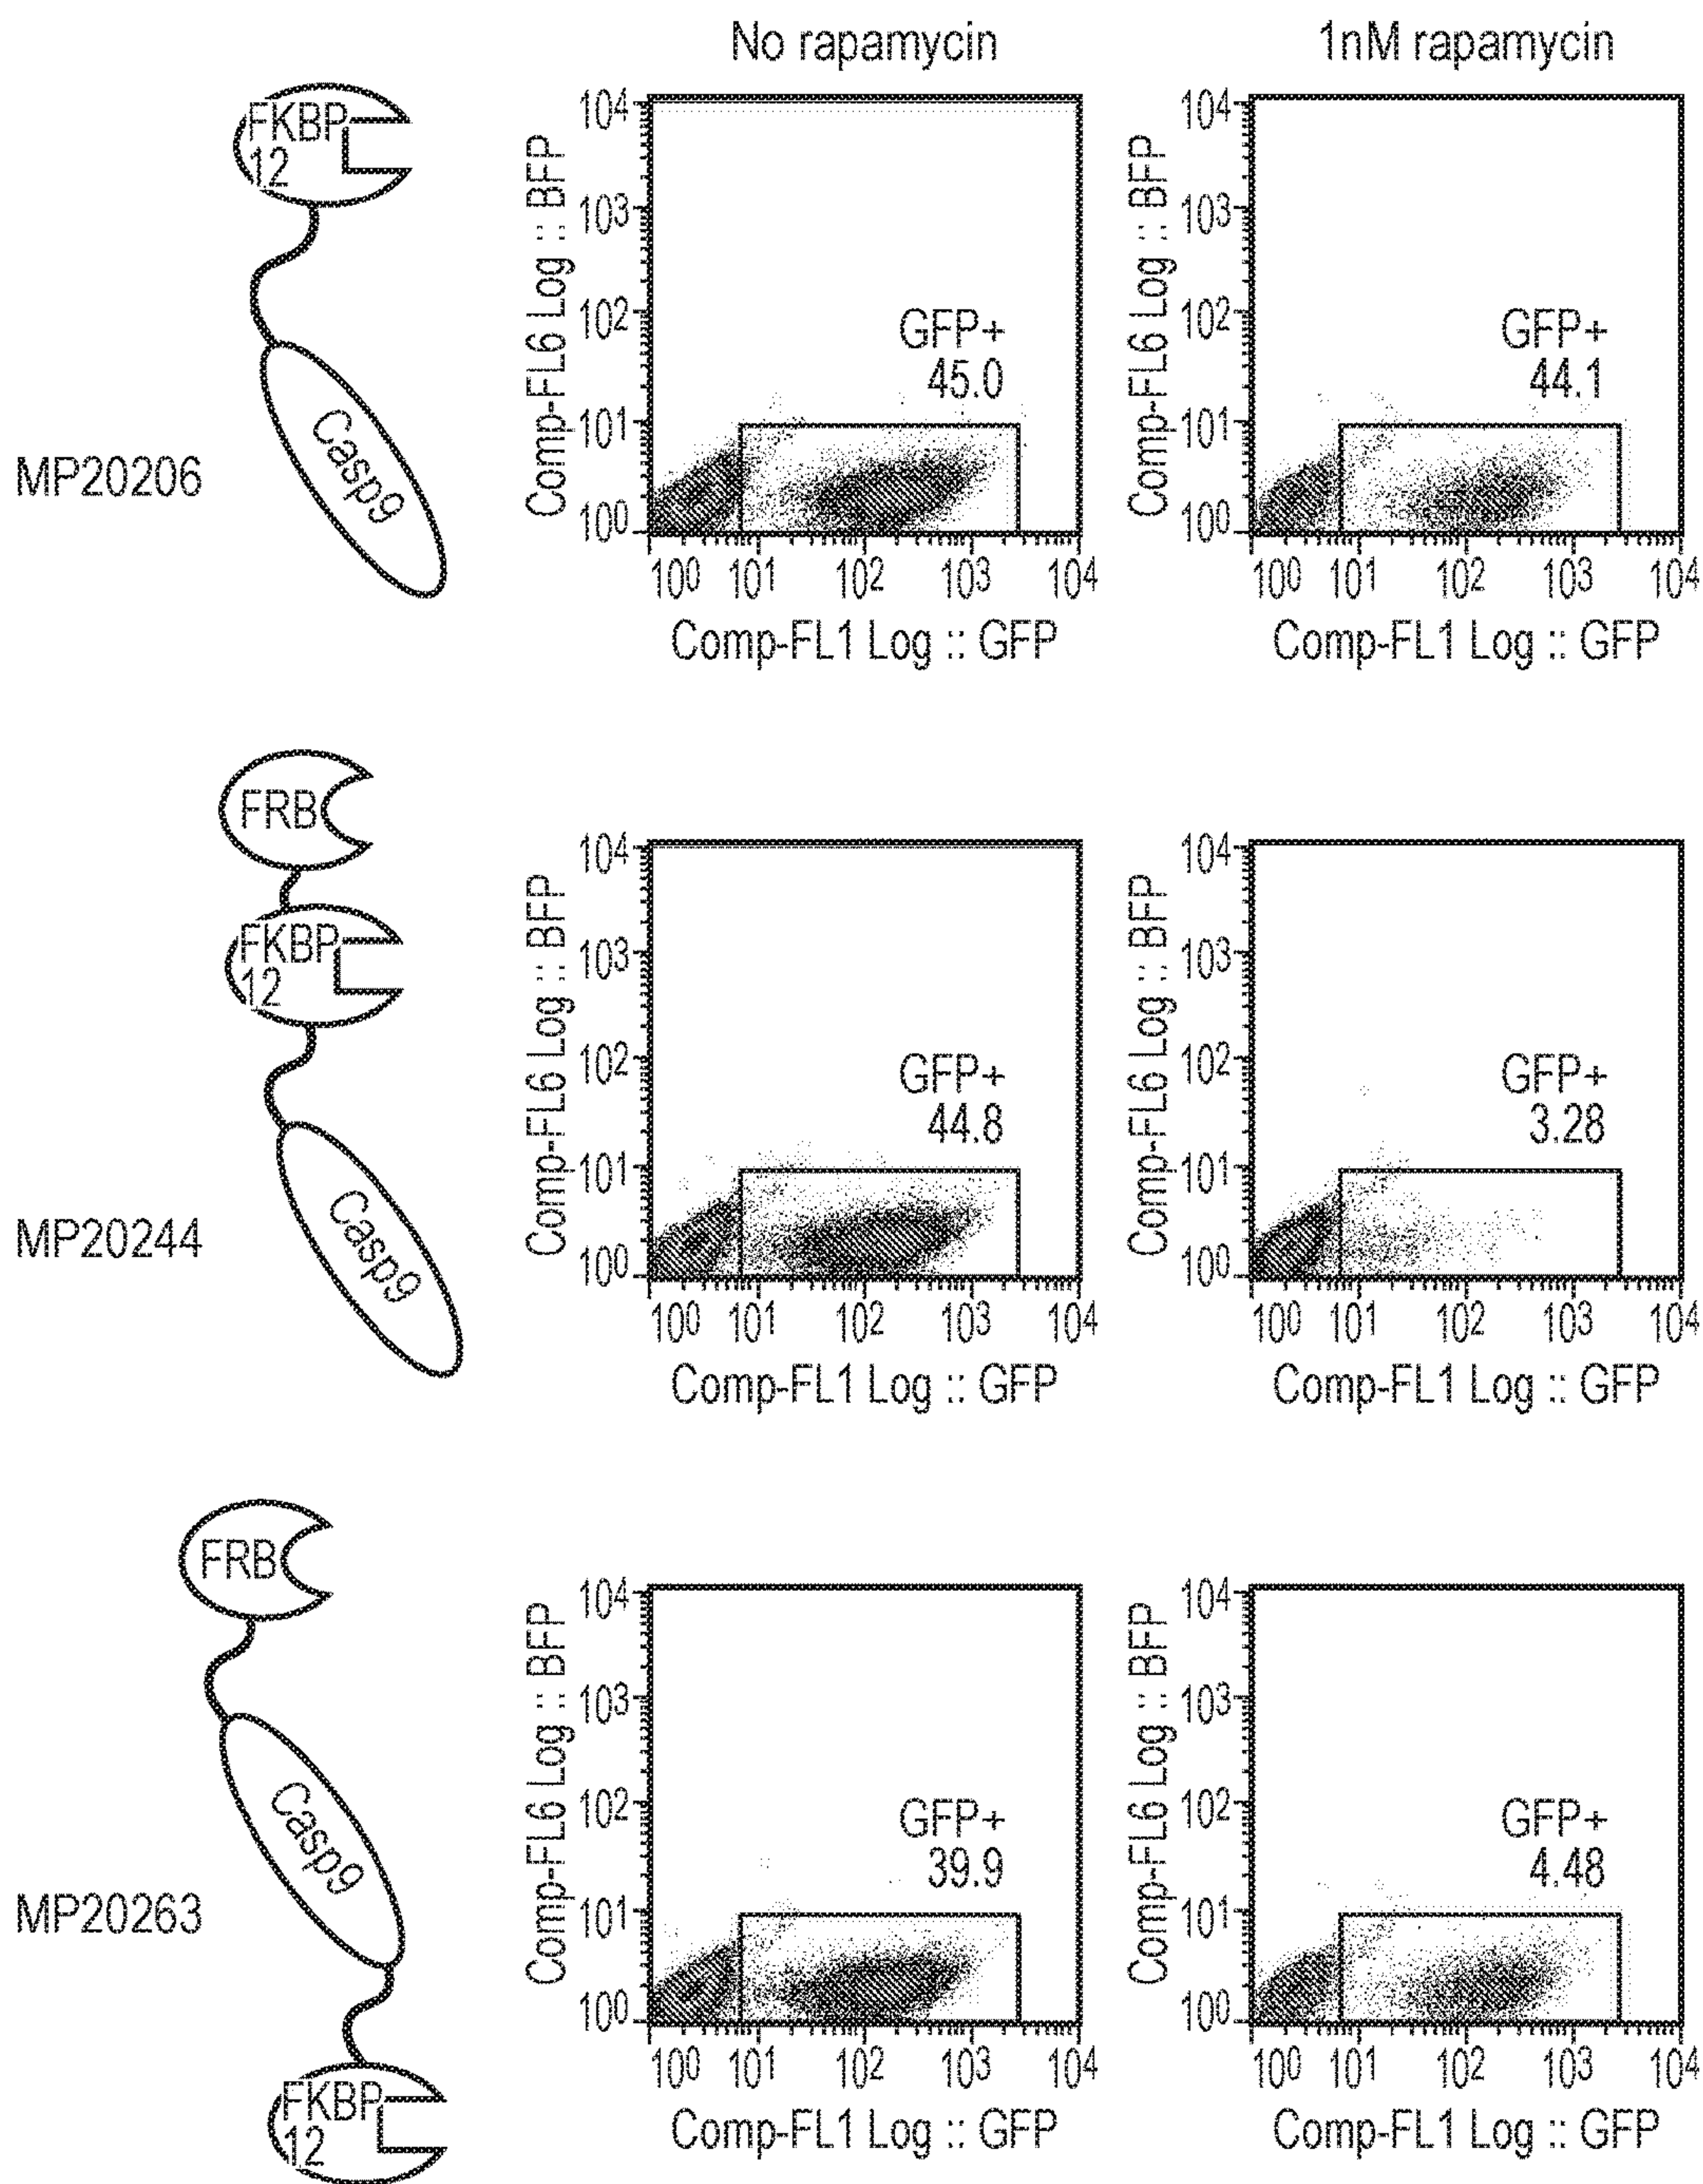 No rapamycin
1nM rapamycin
FKBP
12
Casp9
MP20206
Comp-FL6 Log :: BFP
10⁴
10³
10²
10¹
10⁰
GFP+
45.0
10⁰ 10¹ 10² 10³ 10⁴
Comp-FL1 Log :: GFP
Comp-FL6 Log :: BFP
10⁴
10³
10²
10¹
10⁰
GFP+
44.1
10⁰ 10¹ 10² 10³ 10⁴
Comp-FL1 Log :: GFP
FRB
FKBP
12
Casp9
MP20244
Comp-FL6 Log :: BFP
10⁴
10³
10²
10¹
10⁰
GFP+
44.8
10⁰ 10¹ 10² 10³ 10⁴
Comp-FL1 Log :: GFP
Comp-FL6 Log :: BFP
10⁴
10³
10²
10¹
10⁰
GFP+
3.28
10⁰ 10¹ 10² 10³ 10⁴
Comp-FL1 Log :: GFP
FRB
Casp9
MP20263
FKBP
12
Comp-FL6 Log :: BFP
10⁴
10³
10²
10¹
10⁰
GFP+
39.9
10⁰ 10¹ 10² 10³ 10⁴
Comp-FL1 Log :: GFP
Comp-FL6 Log :: BFP
10⁴
10³
10²
10¹
10⁰
GFP+
4.48
10⁰ 10¹ 10² 10³ 10⁴
Comp-FL1 Log :: GFP